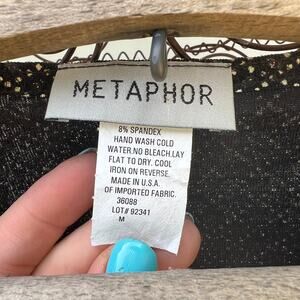 METAPHOR
8% SPANDEX
HAND WASH COLD
WATER.NO BLEACH.LAY
FLAT TO DRY. COOL
IRON ON REVERSE.
MADE IN U.S.A.
OF IMPORTED FABRIC.
36088
LOT# 92341
M